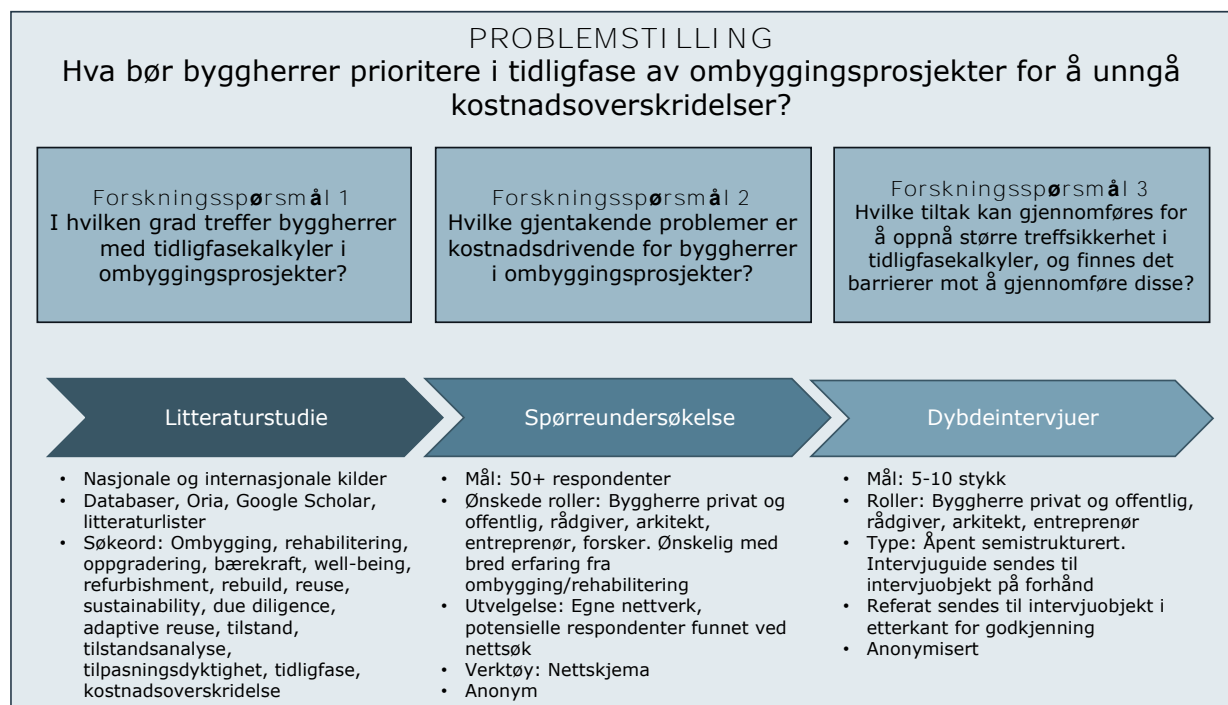 PROBLEMSTILLING
Hva bør byggherrer prioritere i tidligfase av ombyggingsprosjekter for å unngå
kostnadsoverskridelser?
Forskningsspørsmål 1
I hvilken grad treffer byggherrer
med tidligfasekalkyler i
ombyggingsprosjekter?
Forskningsspørsmål 2
Hvilke gjentakende problemer er
kostnadsdrivende for byggherrer
i ombyggingsprosjekter?
Forskningsspørsmål 3
Hvilke tiltak kan gjennomføres for
å oppnå større treffsikkerhet i
tidligfasekalkyler, og finnes det
barrierer mot å gjennomføre disse?
Litteraturstudie
• Nasjonale og internasjonale kilder
• Databaser, Oria, Google Scholar,
litteraturlister
• Søkeord: Ombygging, rehabilitering,
oppgradering, bærekraft, well-being,
refurbishment, rebuild, reuse,
sustainability, due diligence,
adaptive reuse, tilstand,
tilstandsanalyse,
tilpasningsdyktighet, tidligfase,
kostnadsoverskridelse
Spørreundersøkelse
• Mål: 50+ respondenter
• Ønskede roller: Byggherre privat og
offentlig, rådgiver, arkitekt,
entreprenør, forsker. Ønskelig med
bred erfaring fra
ombygging/rehabilitering
• Utvelgelse: Egne nettverk,
potensielle respondenter funnet ved
nettsøk
• Verktøy: Nettskjema
• Anonym
Dybdeintervjuer
• Mål: 5-10 stykk
• Roller: Byggherre privat og offentlig,
rådgiver, arkitekt, entreprenør
• Type: Åpent semistrukturert.
Intervjuguide sendes til
intervjuobjekt på forhånd
• Referat sendes til intervjuobjekt i
etterkant for godkjenning
• Anonymisert